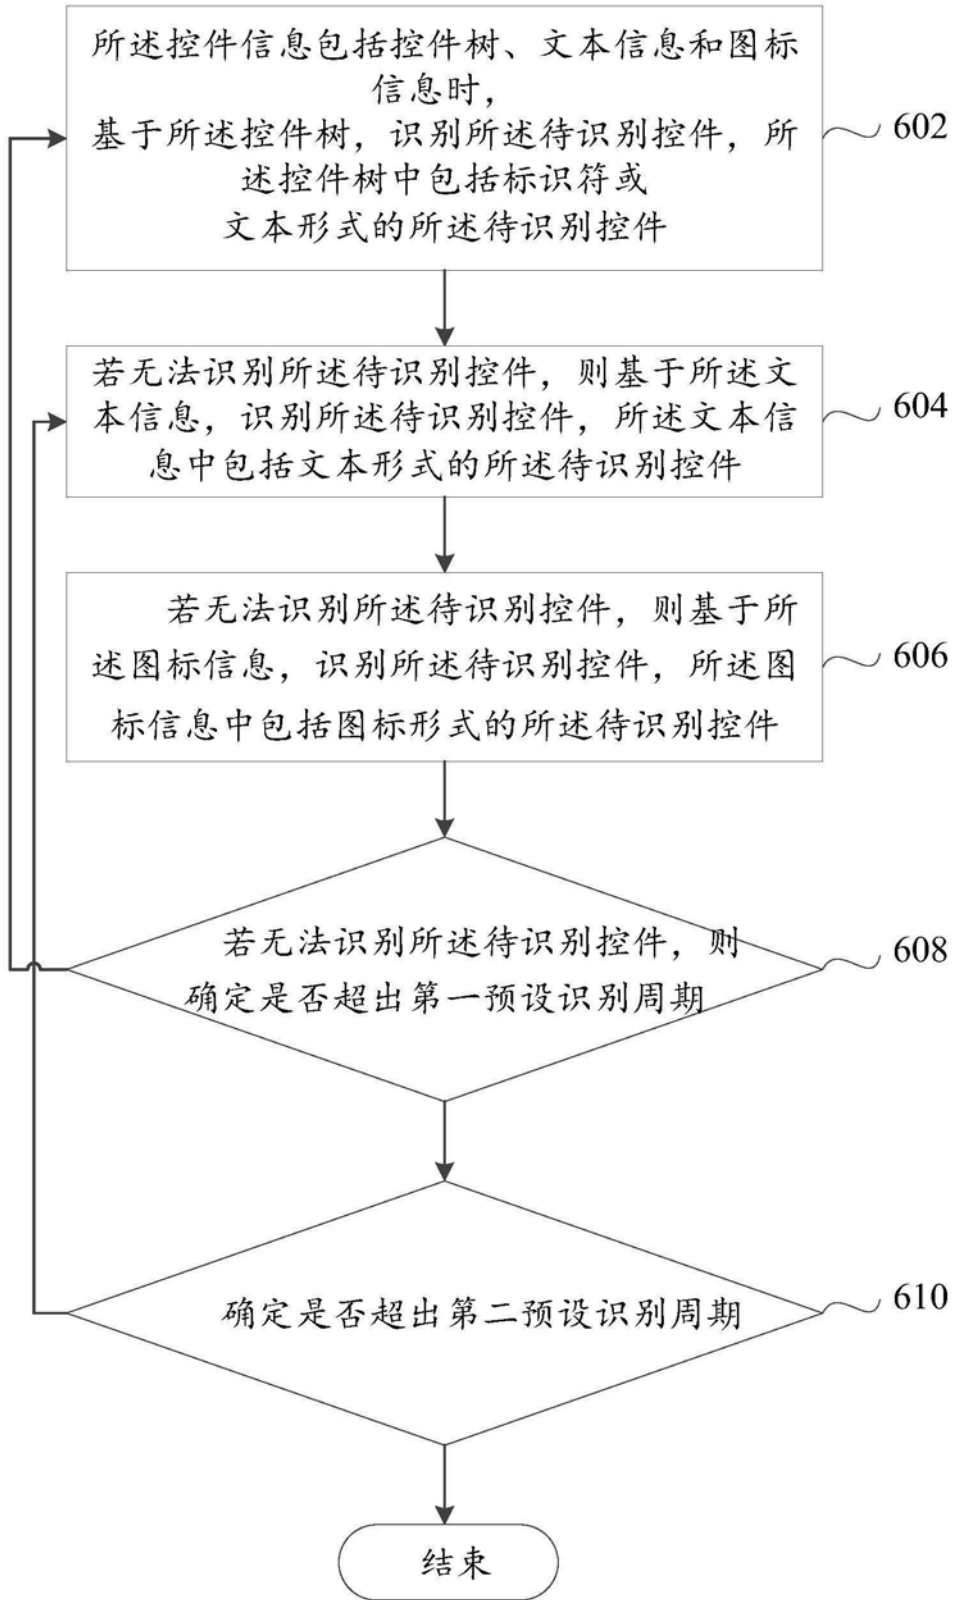 所述控件信息包括控件树、文本信息和图标
信息时，
基于所述控件树，识别所述待识别控件，所
述控件树中包括标识符或
文本形式的所述待识别控件
602
若无法识别所述待识别控件，则基于所述文
本信息，识别所述待识别控件，所述文本信
息中包括文本形式的所述待识别控件
604
若无法识别所述待识别控件，则基于所
述图标信息，识别所述待识别控件，所述图
标信息中包括图标形式的所述待识别控件
606
若无法识别所述待识别控件，则
确定是否超出第一预设识别周期
608
确定是否超出第二预设识别周期
610
结束